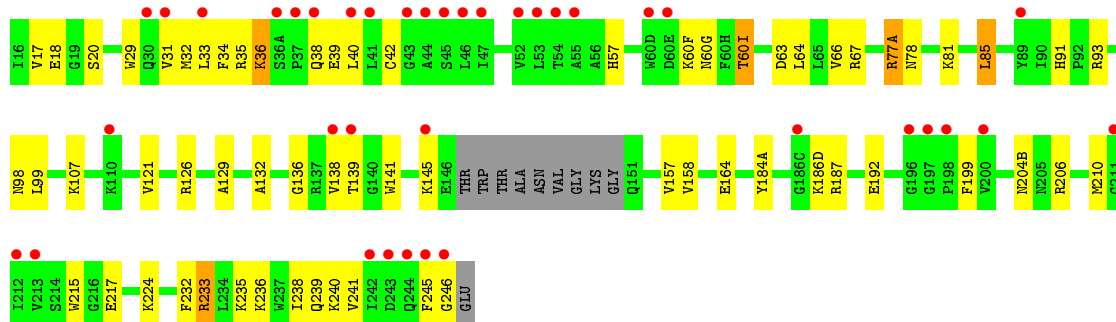 I16 V17 E18 G19 S20 W29 Q30 V31 M32 L33 F34 R35 K36 S36A P37 Q38 E39 L40 L41 C42 G43 A44 S45 L46 I47 V52 L53 T54 A55 A56 H57 W60D D60E K60F N60G F60H T60I D63 L64 L65 V66 R67 R77A N78 K81 L85 Y89 I90 H91 P92 R93
N98 L99 K107 K110 V121 R126 A129 A132 G136 R137 V138 T139 G140 W141 K145 E146 THR TRP THR ALA ASN VAL GLY LYS GLY Q151 V157 V158 E164 Y184A G186C K186D R187 E192 G196 G197 P198 F199 V200 N204B N205 R206 M210 G211
I212 V213 S214 W215 G216 E217 K224 F232 R233 L234 K235 K236 W237 I238 Q239 K240 V241 I242 D243 Q244 F245 G246 GLU